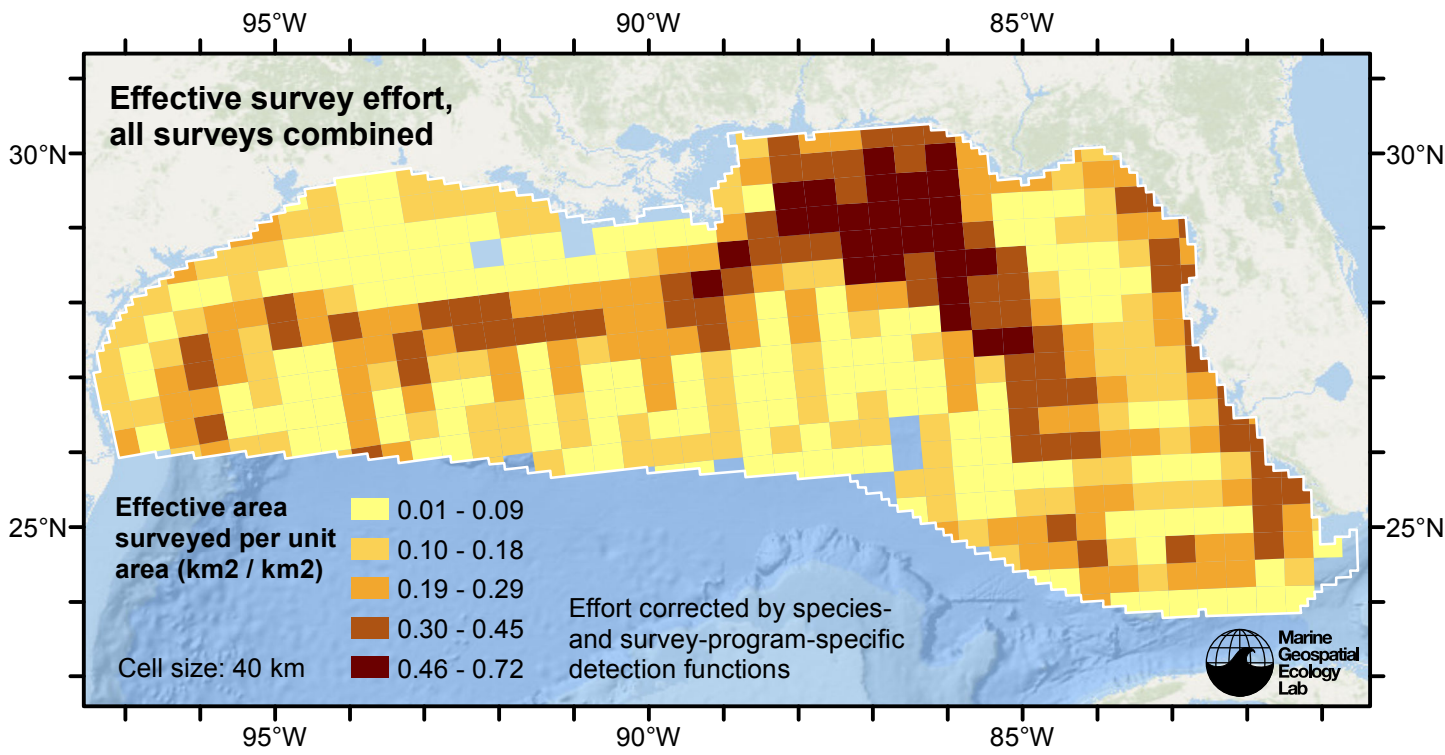 95°W 90°W 85°W
Effective survey effort,
all surveys combined
30°N 30°N
25°N 25°N
Effective area
surveyed per unit
area (km2 / km2)
0.01 - 0.09
0.10 - 0.18
0.19 - 0.29
0.30 - 0.45
0.46 - 0.72
Cell size: 40 km
Effort corrected by species-
and survey-program-specific
detection functions
Marine
Geospatial
Ecology
Lab
95°W 90°W 85°W